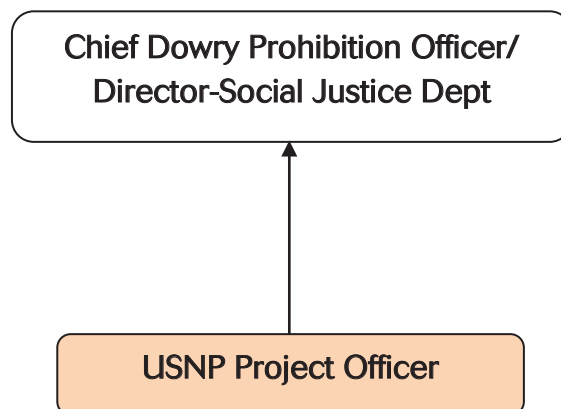 Chief Dowry Prohibition Officer/
Director-Social Justice Dept
USNP Project Officer